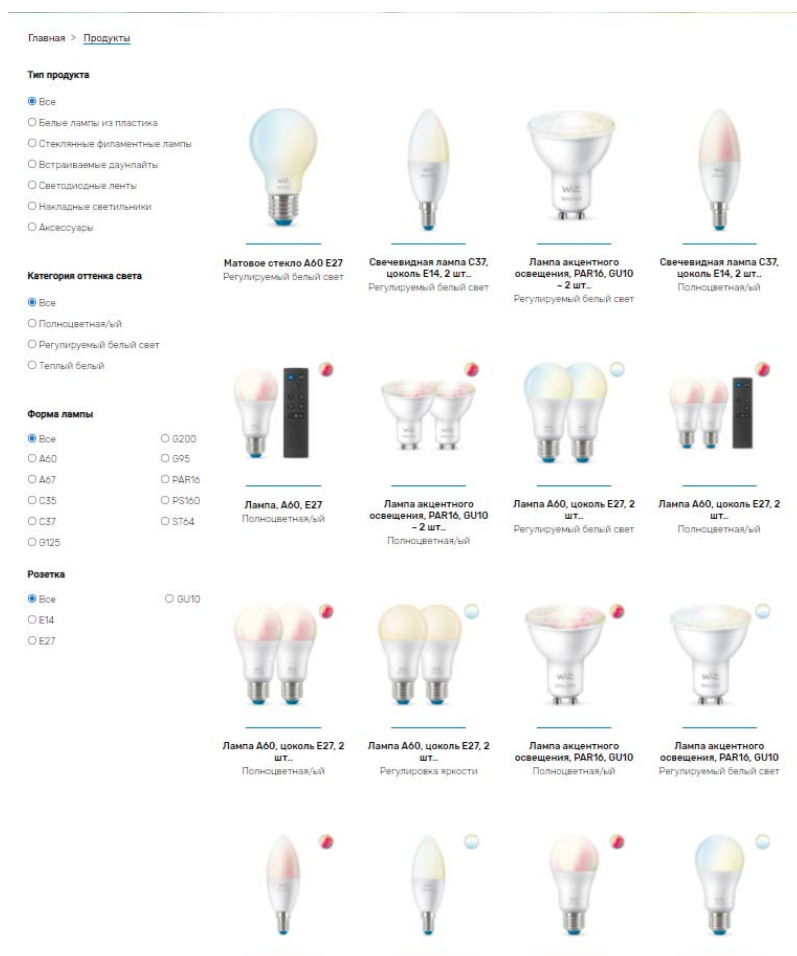 Главная > Продукты
Тип продукта
Все
Белые лампы из пластика
Стеклянные филаментные лампы
Встраиваемые даунлайты
Светодиодные ленты
Накладные светильники
Аксессуары
Категория оттенка света
Все
Полноцветная/ый
Регулируемый белый свет
Теплый белый
Форма лампы
Все
G200
A60
G95
A67
PAR16
C35
PS160
C37
ST64
G125
Розетка
Все
GU10
E14
E27
Матовое стекло A60 E27
Регулируемый белый свет
Свечевидная лампа C37,
цоколь E14, 2 шт..
Регулируемый белый свет
Лампа акцентного
освещения, PAR16, GU10
– 2 шт..
Регулируемый белый свет
Свечевидная лампа C37,
цоколь E14, 2 шт..
Полноцветная/ый
Лампа, A60, E27
Полноцветная/ый
Лампа акцентного
освещения, PAR16, GU10
– 2 шт..
Полноцветная/ый
Лампа A60, цоколь E27, 2
шт..
Регулируемый белый свет
Лампа A60, цоколь E27, 2
шт..
Полноцветная/ый
Лампа A60, цоколь E27, 2
шт..
Полноцветная/ый
Лампа A60, цоколь E27, 2
шт..
Регулировка яркости
Лампа акцентного
освещения, PAR16, GU10
Полноцветная/ый
Лампа акцентного
освещения, PAR16, GU10
Регулируемый белый свет